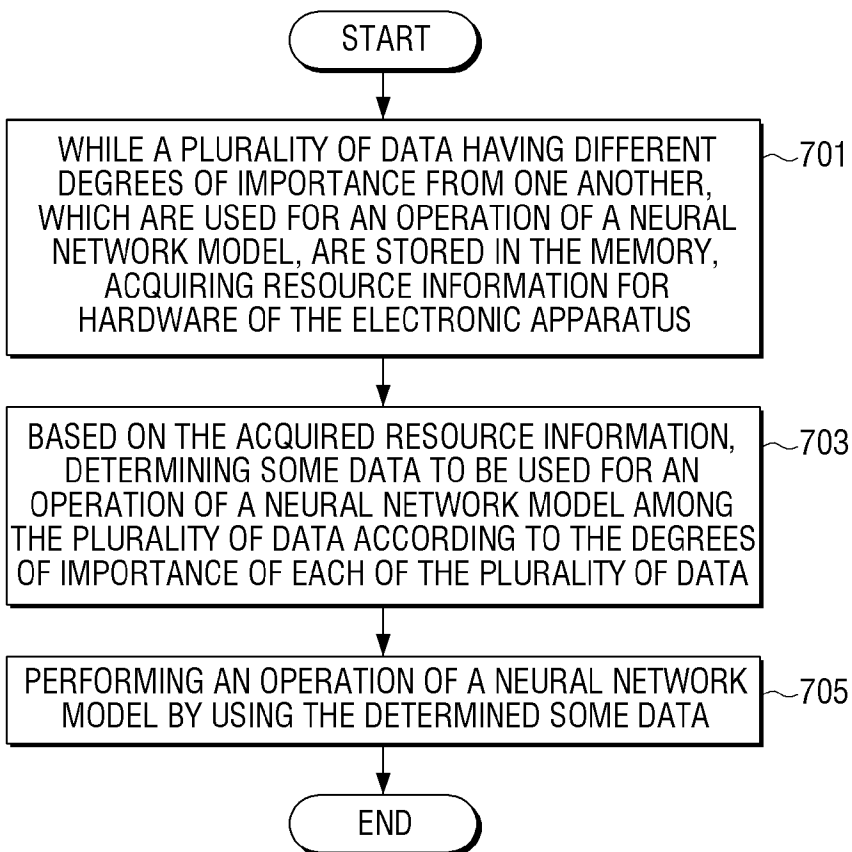 START
WHILE A PLURALITY OF DATA HAVING DIFFERENT
DEGREES OF IMPORTANCE FROM ONE ANOTHER,
WHICH ARE USED FOR AN OPERATION OF A NEURAL
NETWORK MODEL, ARE STORED IN THE MEMORY,
ACQUIRING RESOURCE INFORMATION FOR
HARDWARE OF THE ELECTRONIC APPARATUS
701
BASED ON THE ACQUIRED RESOURCE INFORMATION,
DETERMINING SOME DATA TO BE USED FOR AN
OPERATION OF A NEURAL NETWORK MODEL AMONG
THE PLURALITY OF DATA ACCORDING TO THE DEGREES
OF IMPORTANCE OF EACH OF THE PLURALITY OF DATA
703
PERFORMING AN OPERATION OF A NEURAL NETWORK
MODEL BY USING THE DETERMINED SOME DATA
705
END